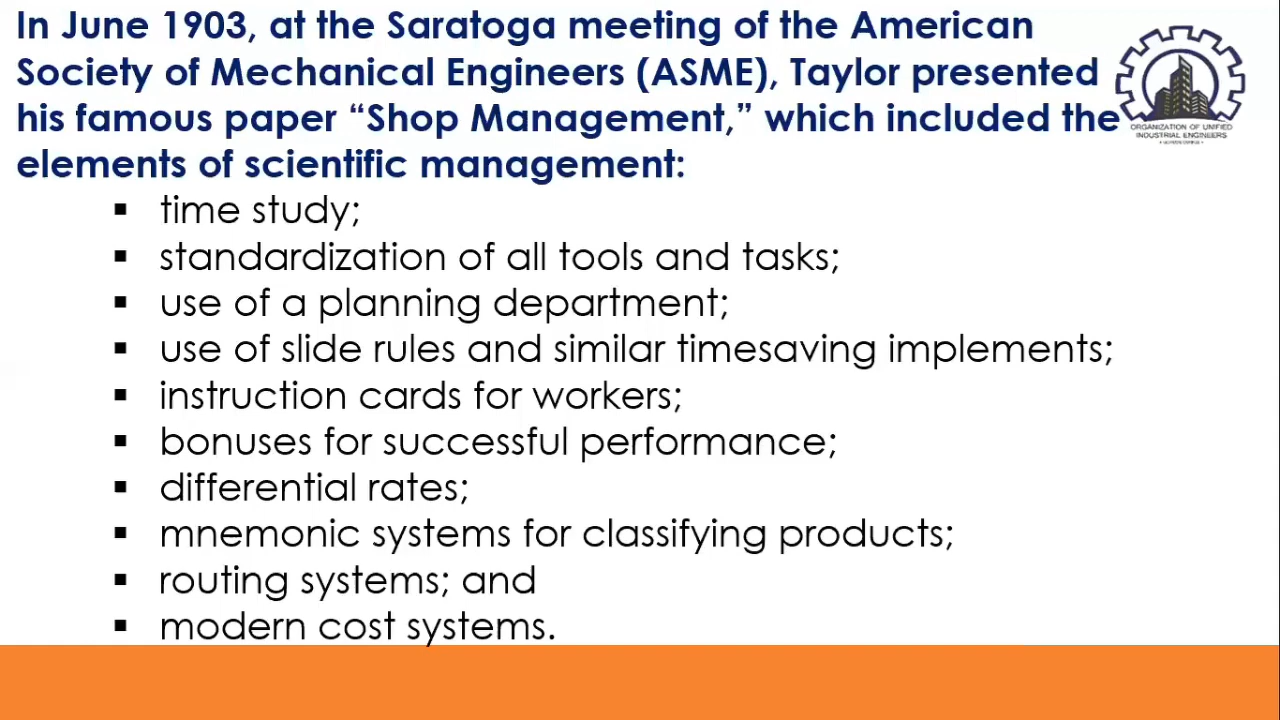 In June 1903, at the Saratoga meeting of the American
Society of Mechanical Engineers (ASME), Taylor presented
his famous paper “Shop Management,” which included the
elements of scientific management:
ORGANIZATION OF UNIFIED
INDUSTRIAL ENGINEERS
▪ time study;
▪ standardization of all tools and tasks;
▪ use of a planning department;
▪ use of slide rules and similar timesaving implements;
▪ instruction cards for workers;
▪ bonuses for successful performance;
▪ differential rates;
▪ mnemonic systems for classifying products;
▪ routing systems; and
▪ modern cost systems.